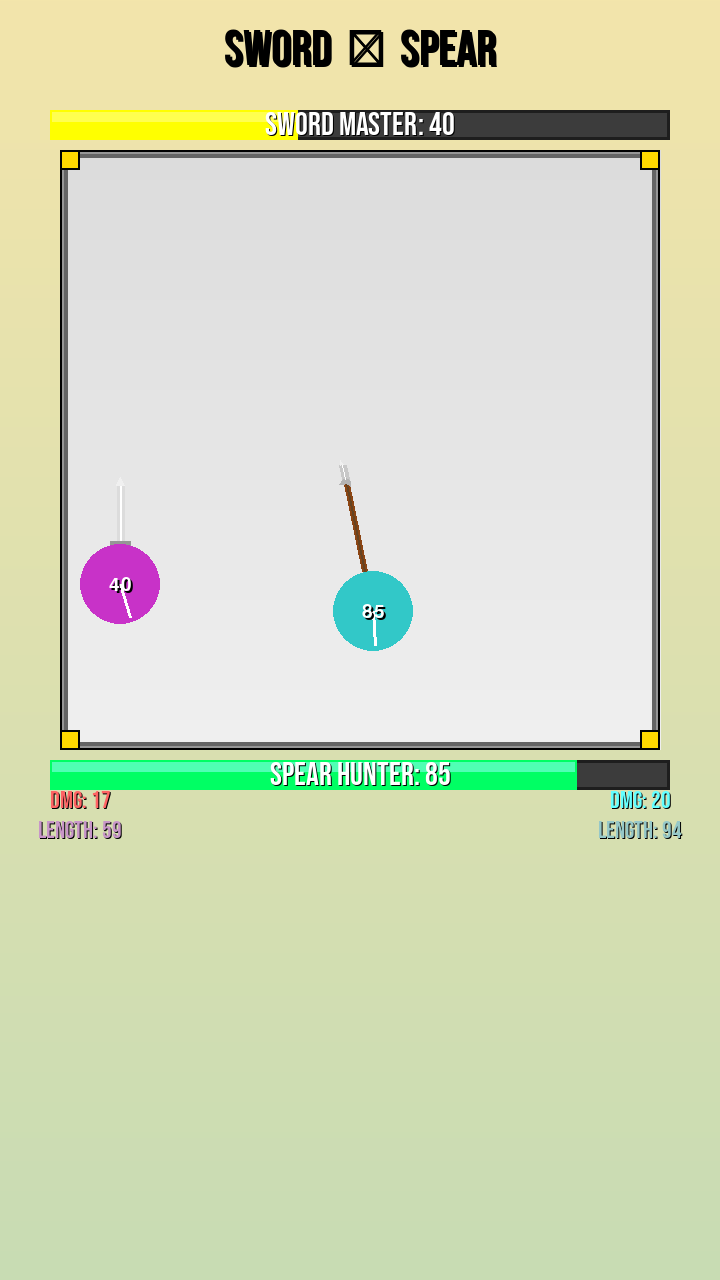 SWORD ⚔ SPEAR
SWORD MASTER: 40
40
85
SPEAR HUNTER: 85
DMG: 17
DMG: 20
LENGTH: 59
LENGTH: 94